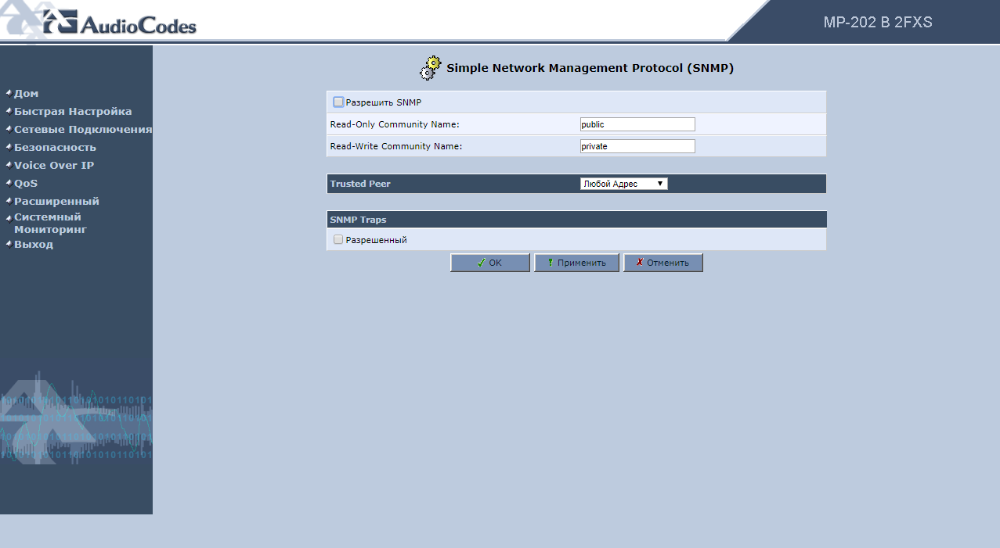 AudioCodes
MP-202 B 2FXS
Simple Network Management Protocol (SNMP)
Дом
Быстрая Настройка
Сетевые Подключения
Безопасность
Voice Over IP
QoS
Расширенный
Системный
Мониторинг
Выход
Разрешить SNMP
Read-Only Community Name: public
Read-Write Community Name: private
Trusted Peer Любой Адрес
SNMP Traps
Разрешенный
OK Применить Отменить